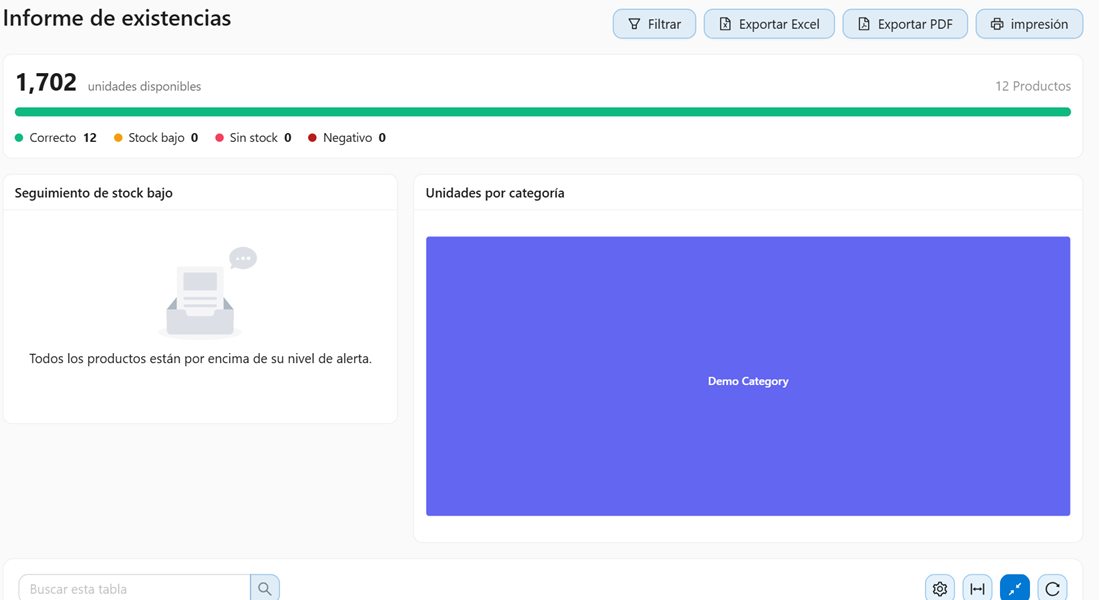 Informe de existencias
Filtrar
Exportar Excel
Exportar PDF
impresión
1,702 unidades disponibles
12 Productos
Correcto 12 Stock bajo 0 Sin stock 0 Negativo 0
Seguimiento de stock bajo
Todos los productos están por encima de su nivel de alerta.
Unidades por categoría
Demo Category
Buscar esta tabla